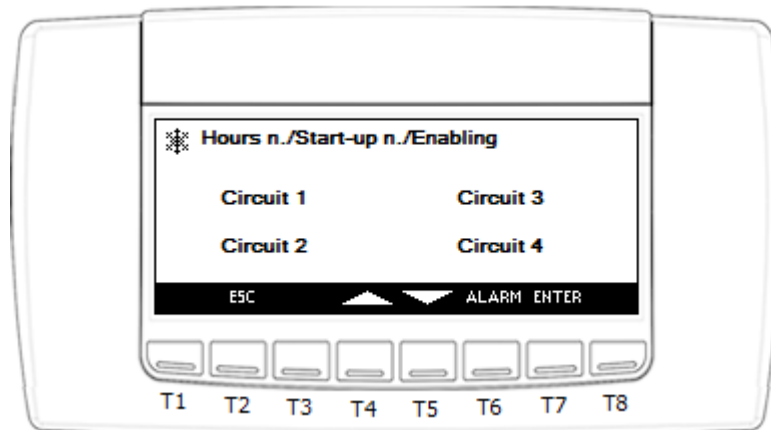 Hours n./Start-up n./Enabling
Circuit 1 Circuit 3
Circuit 2 Circuit 4
ESC ALARM ENTER
T1 T2 T3 T4 T5 T6 T7 T8